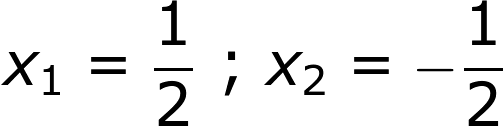 x₁ = 1/2 ; x₂ = −1/2